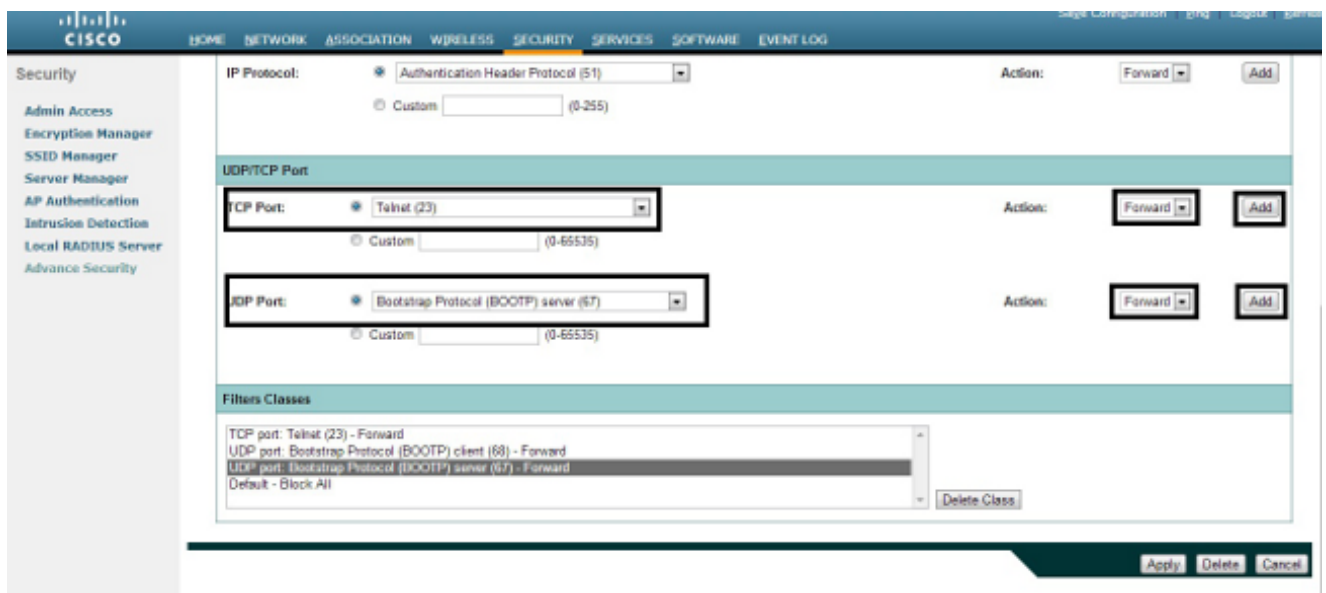 Save Configuration Ping Logout Refresh
CISCO
HOME NETWORK ASSOCIATION WIRELESS SECURITY SERVICES SOFTWARE EVENT LOG
Security
Admin Access
Encryption Manager
SSID Manager
Server Manager
AP Authentication
Intrusion Detection
Local RADIUS Server
Advance Security
IP Protocol: Authentication Header Protocol (51) Action: Forward Add
Custom (0-255)
UDP/TCP Port
TCP Port: Telnet (23) Action: Forward Add
Custom (0-65535)
UDP Port: Bootstrap Protocol (BOOTP) server (67) Action: Forward Add
Custom (0-65535)
Filters Classes
TCP port: Telnet (23) - Forward
UDP port: Bootstrap Protocol (BOOTP) client (68) - Forward
UDP port: Bootstrap Protocol (BOOTP) server (67) - Forward
Default - Block All
Delete Class
Apply Delete Cancel